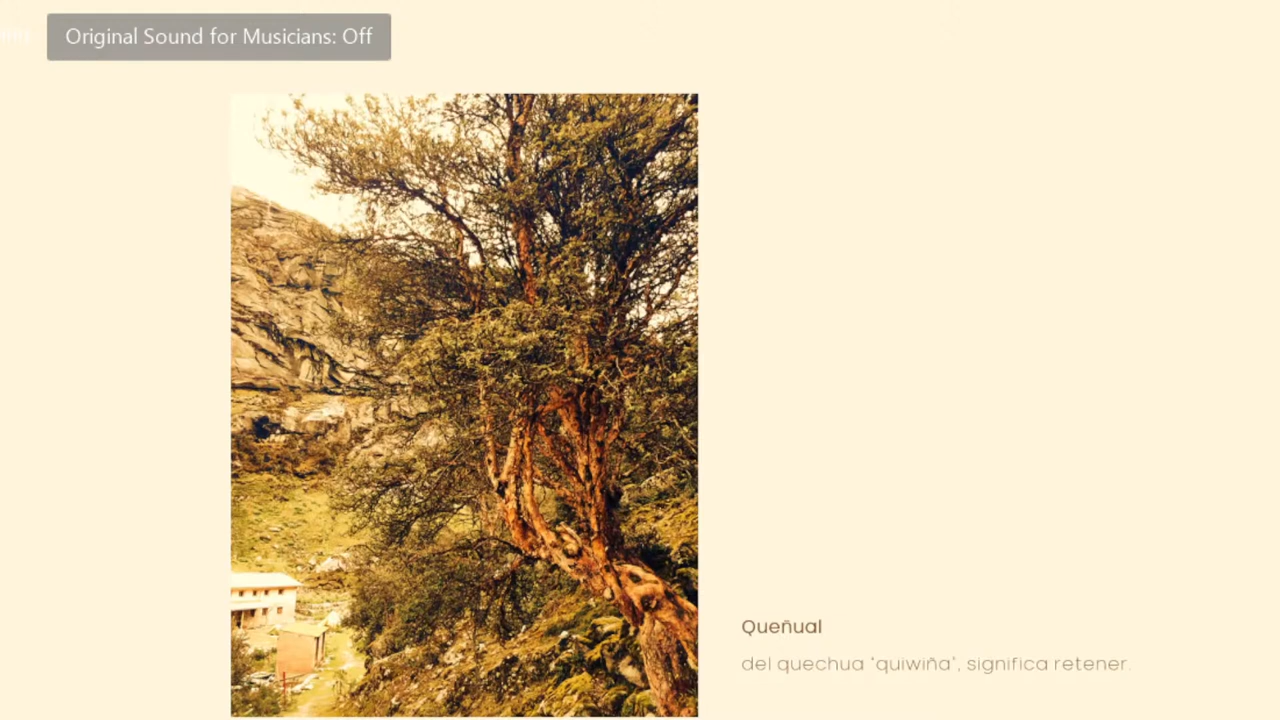 Original Sound for Musicians: Off
Queñual
del quechua 'quiwiña', significa retener.